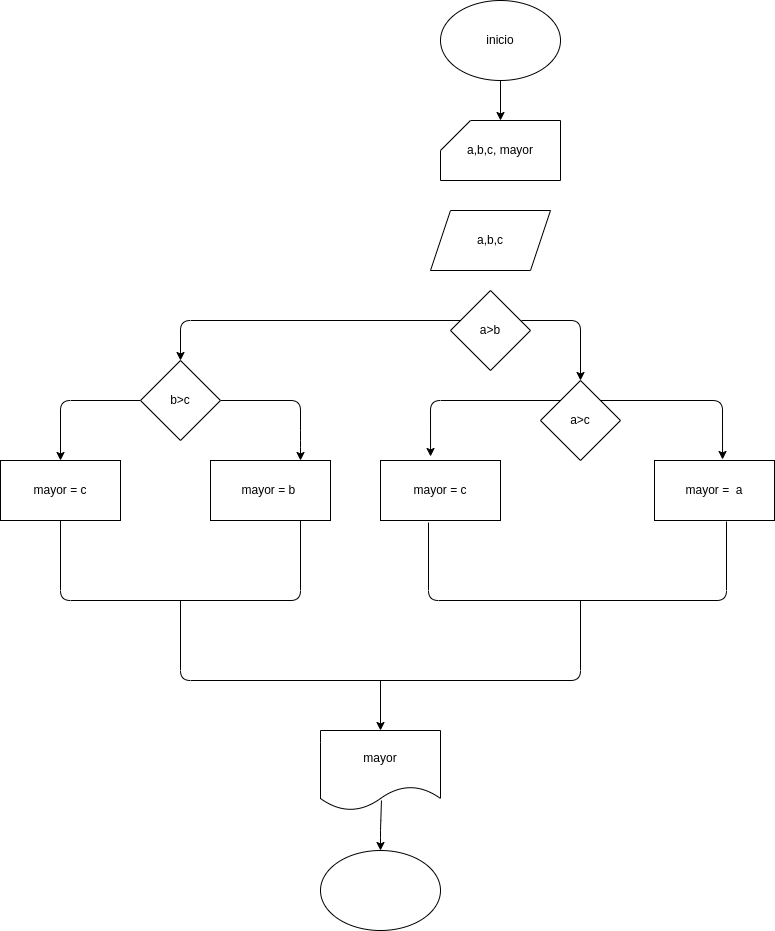 inicio
a,b,c, mayor
a,b,c
a>b
b>c
a>c
mayor = c
mayor = b
mayor = c
mayor =  a
mayor